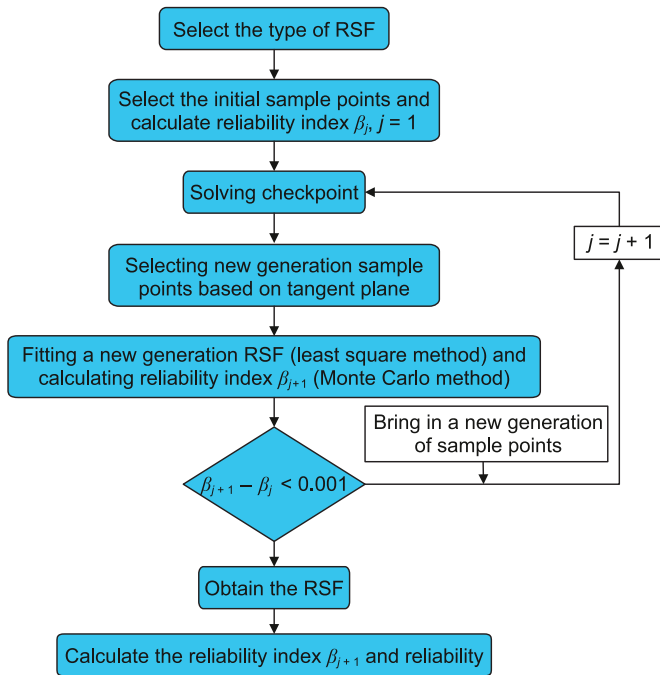 Select the type of RSF
Select the initial sample points and
calculate reliability index βj, j = 1
Solving checkpoint
j = j + 1
Selecting new generation sample
points based on tangent plane
Fitting a new generation RSF (least square method) and
calculating reliability index βj+1 (Monte Carlo method)
Bring in a new generation
of sample points
βj + 1 – βj < 0.001
Obtain the RSF
Calculate the reliability index βj+1 and reliability